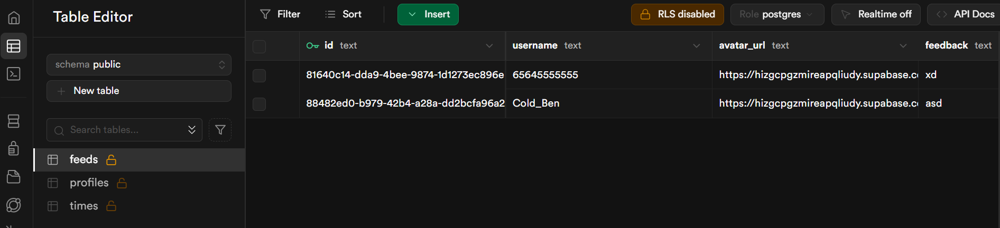 Table Editor
Filter Sort Insert RLS disabled Role postgres Realtime off API Docs
schema public
New table
Search tables...
feeds
profiles
times
id text username text avatar_url text feedback text
81640c14-dda9-4bee-9874-1d1273ec896e 65645555555 https://hizgcpgzmireapqliudy.supabase.c xd
88482ed0-b979-42b4-a28a-dd2bcfa96a2 Cold_Ben https://hizgcpgzmireapqliudy.supabase.c asd